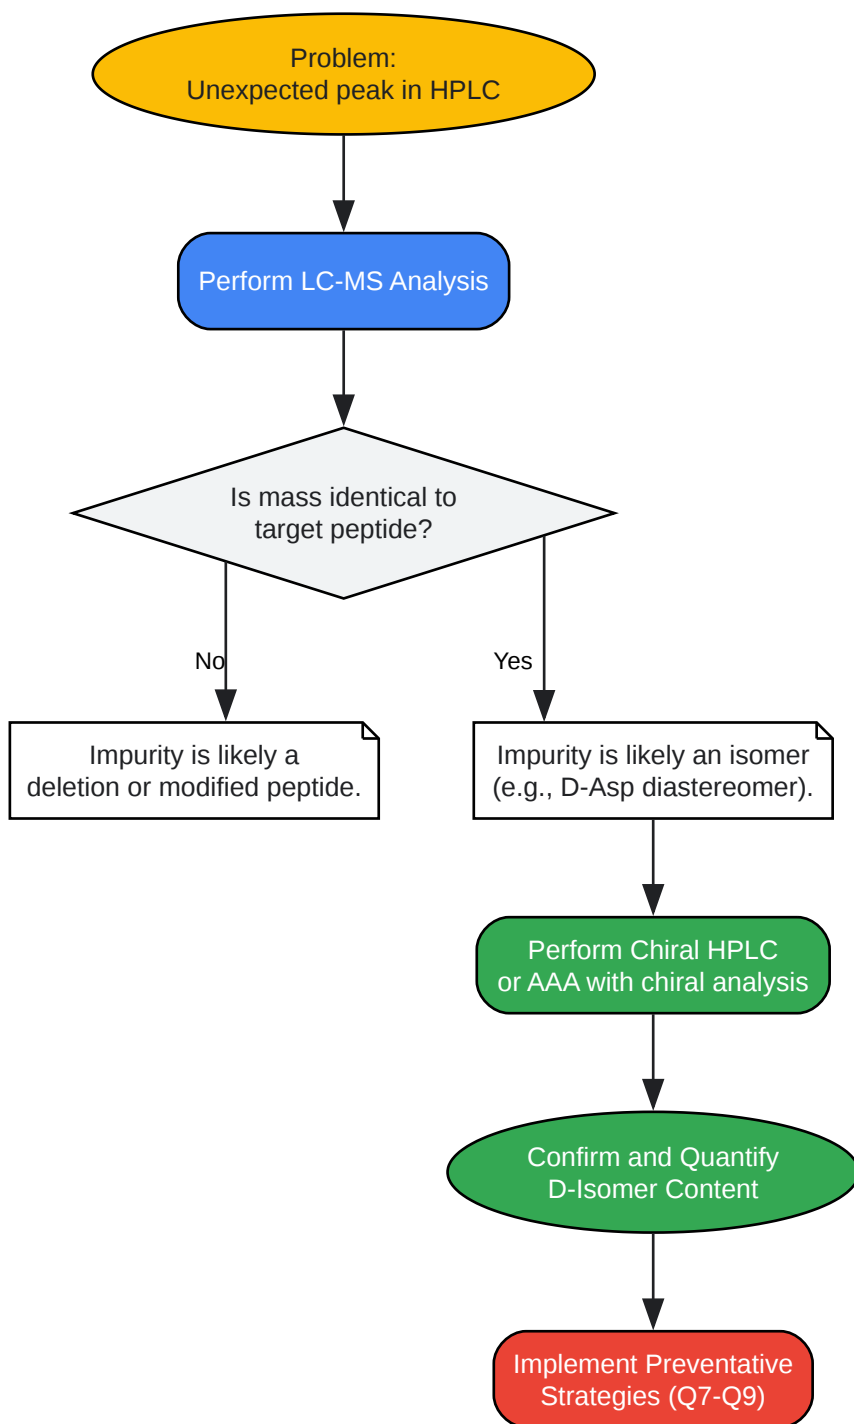 Problem:
Unexpected peak in HPLC
Perform LC-MS Analysis
Is mass identical to
target peptide?
No
Yes
Impurity is likely a
deletion or modified peptide.
Impurity is likely an isomer
(e.g., D-Asp diastereomer).
Perform Chiral HPLC
or AAA with chiral analysis
Confirm and Quantify
D-Isomer Content
Implement Preventative
Strategies (Q7-Q9)